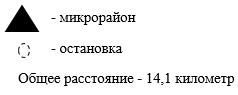 - микрорайон
- остановка
Общее расстояние - 14,1 километр